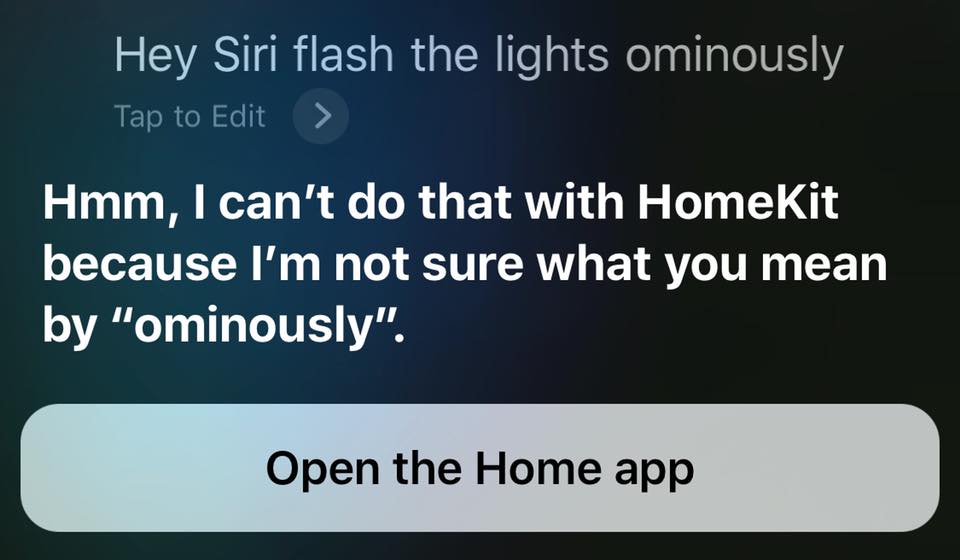 Hey Siri flash the lights ominously
Tap to Edit
Hmm, I can’t do that with HomeKit
because I’m not sure what you mean
by “ominously”.
Open the Home app